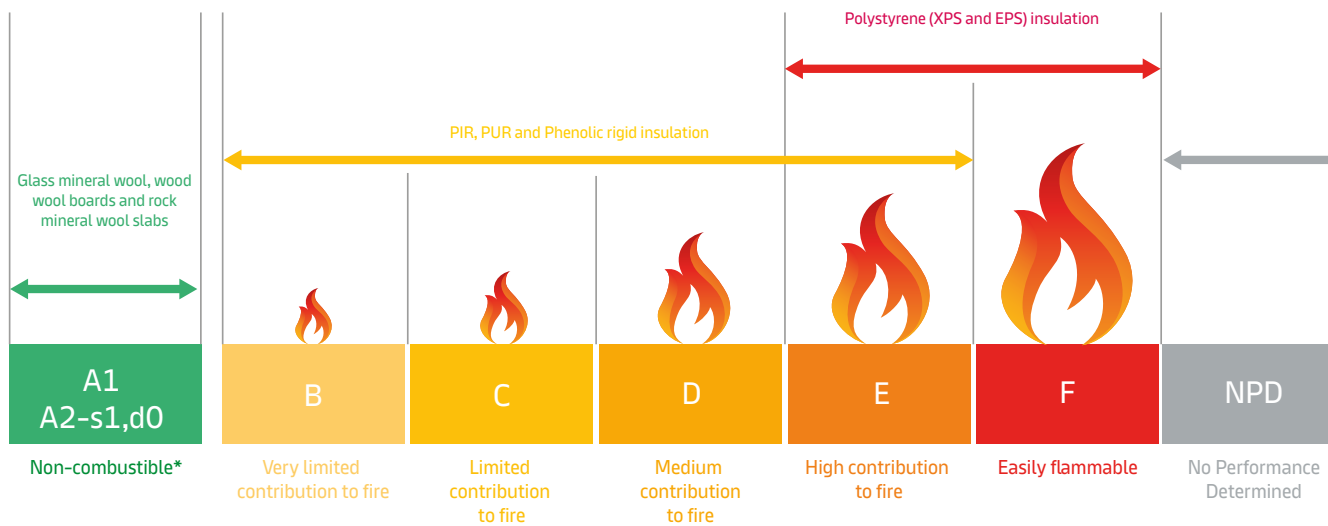 Polystyrene (XPS and EPS) insulation
PIR, PUR and Phenolic rigid insulation
Glass mineral wool, wood
wool boards and rock
mineral wool slabs
A1
A2-s1,d0
B
C
D
E
F
NPD
Non-combustible*
Very limited
contribution to fire
Limited
contribution
to fire
Medium
contribution
to fire
High contribution
to fire
Easily flammable
No Performance
Determined